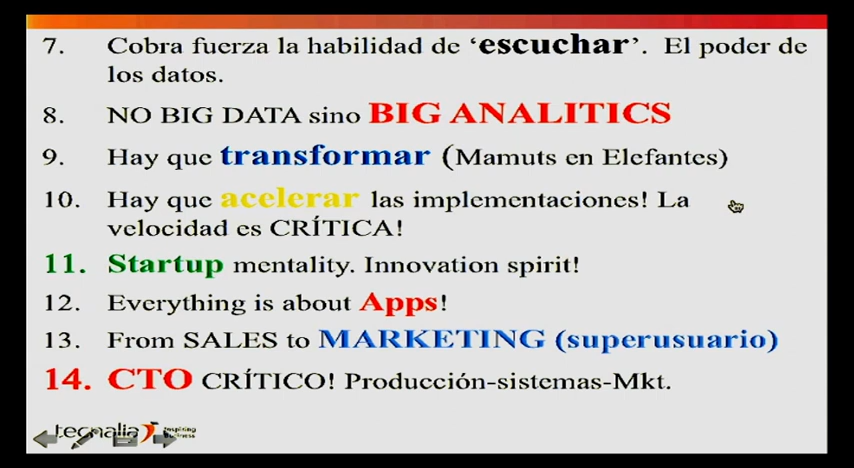 7. Cobra fuerza la habilidad de ‘escuchar’. El poder de
los datos.
8. NO BIG DATA sino BIG ANALITICS
9. Hay que transformar (Mamuts en Elefantes)
10. Hay que acelerar las implementaciones! La
velocidad es CRÍTICA!
11. Startup mentality. Innovation spirit!
12. Everything is about Apps!
13. From SALES to MARKETING (superusuario)
14. CTO CRÍTICO! Producción-sistemas-Mkt.
tecnalia Inspiring
Business